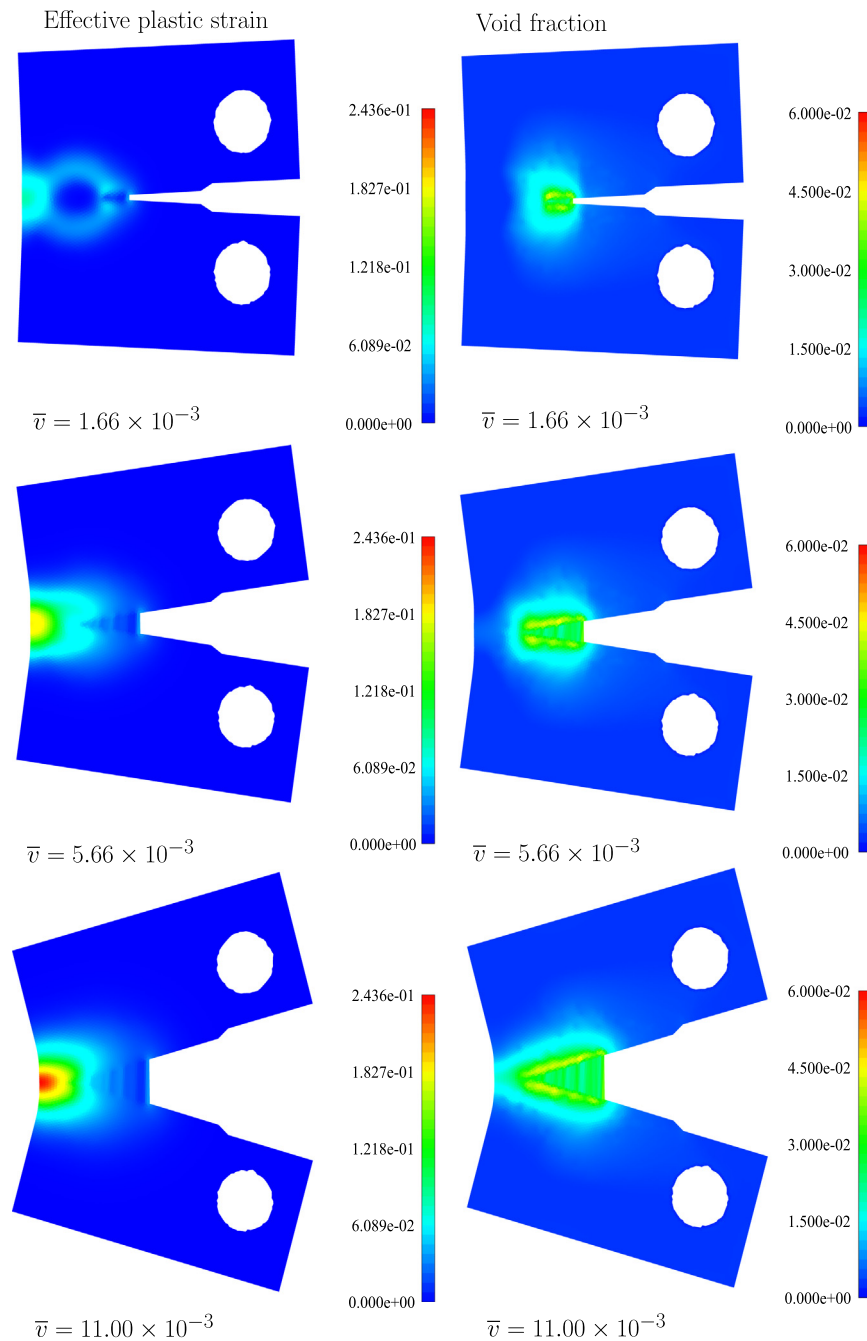 Effective plastic strain
Void fraction
2.436e-01
1.827e-01
1.218e-01
6.089e-02
0.000e+00
6.000e-02
4.500e-02
3.000e-02
1.500e-02
0.000e+00
v̅ = 1.66 × 10⁻³
v̅ = 1.66 × 10⁻³
2.436e-01
1.827e-01
1.218e-01
6.089e-02
0.000e+00
6.000e-02
4.500e-02
3.000e-02
1.500e-02
0.000e+00
v̅ = 5.66 × 10⁻³
v̅ = 5.66 × 10⁻³
2.436e-01
1.827e-01
1.218e-01
6.089e-02
0.000e+00
6.000e-02
4.500e-02
3.000e-02
1.500e-02
0.000e+00
v̅ = 11.00 × 10⁻³
v̅ = 11.00 × 10⁻³